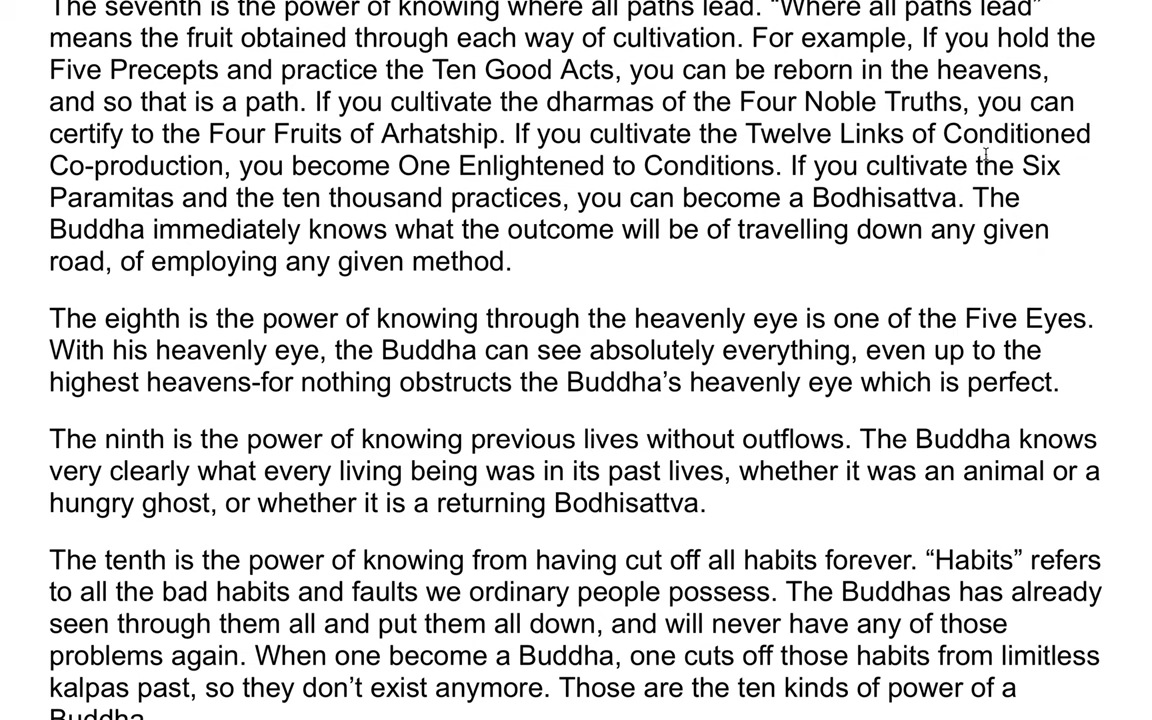 The seventh is the power of knowing where all paths lead. “Where all paths lead”
means the fruit obtained through each way of cultivation. For example, If you hold the
Five Precepts and practice the Ten Good Acts, you can be reborn in the heavens,
and so that is a path. If you cultivate the dharmas of the Four Noble Truths, you can
certify to the Four Fruits of Arhatship. If you cultivate the Twelve Links of Conditioned
Co-production, you become One Enlightened to Conditions. If you cultivate the Six
Paramitas and the ten thousand practices, you can become a Bodhisattva. The
Buddha immediately knows what the outcome will be of travelling down any given
road, of employing any given method.
The eighth is the power of knowing through the heavenly eye is one of the Five Eyes.
With his heavenly eye, the Buddha can see absolutely everything, even up to the
highest heavens-for nothing obstructs the Buddha’s heavenly eye which is perfect.
The ninth is the power of knowing previous lives without outflows. The Buddha knows
very clearly what every living being was in its past lives, whether it was an animal or a
hungry ghost, or whether it is a returning Bodhisattva.
The tenth is the power of knowing from having cut off all habits forever. “Habits” refers
to all the bad habits and faults we ordinary people possess. The Buddhas has already
seen through them all and put them all down, and will never have any of those
problems again. When one become a Buddha, one cuts off those habits from limitless
kalpas past, so they don’t exist anymore. Those are the ten kinds of power of a
Buddha.